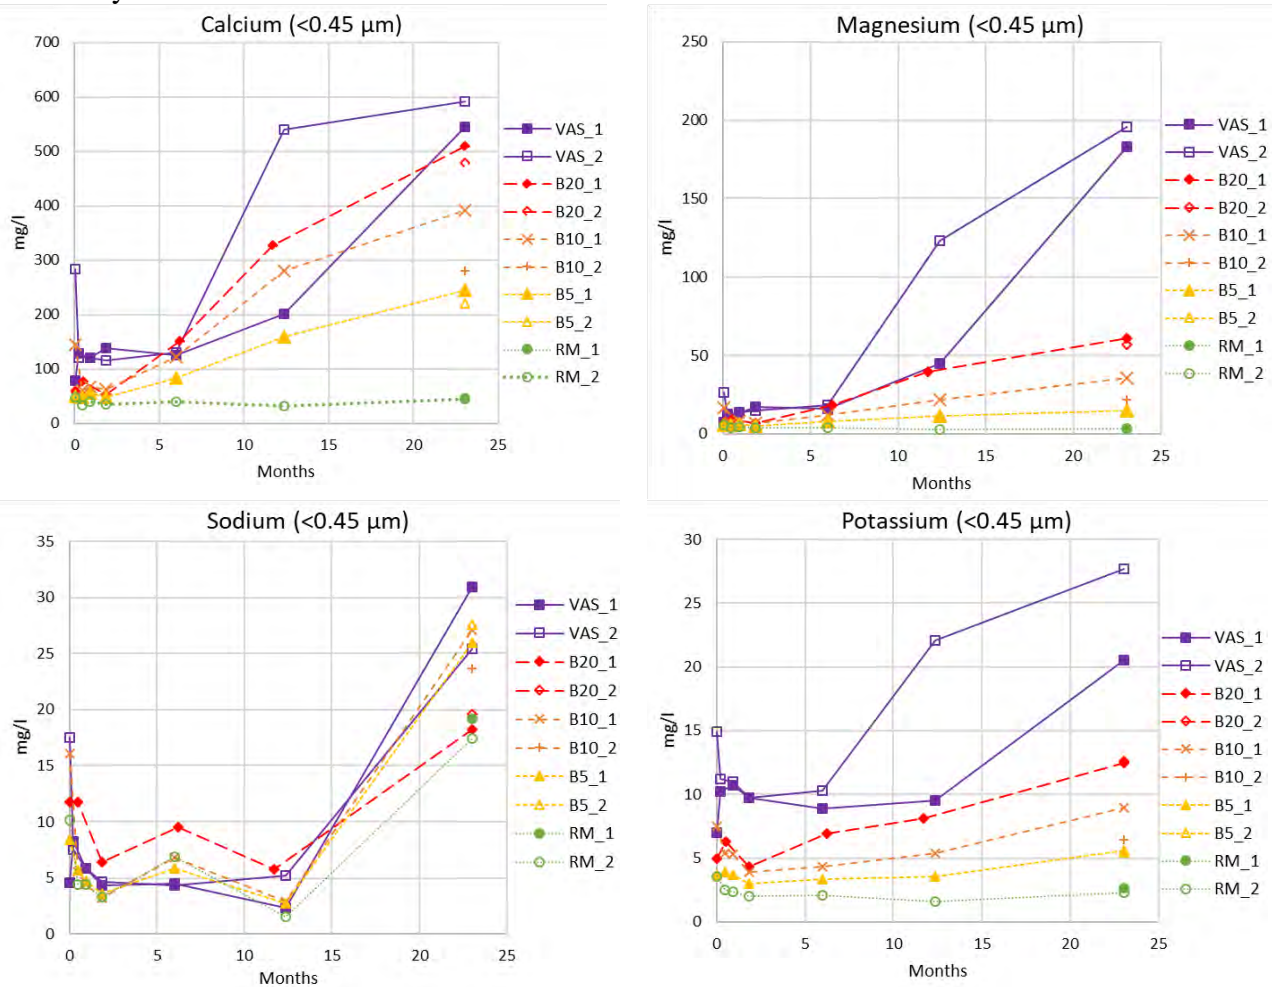 Calcium (<0.45 µm)
700
600
500
400
300
200
100
0
mg/l
0 5 10 15 20 25
Months
VAS_1
VAS_2
B20_1
B20_2
B10_1
B10_2
B5_1
B5_2
RM_1
RM_2
Magnesium (<0.45 µm)
250
200
150
100
50
0
mg/l
0 5 10 15 20 25
Months
VAS_1
VAS_2
B20_1
B20_2
B10_1
B10_2
B5_1
B5_2
RM_1
RM_2
Sodium (<0.45 µm)
35
30
25
20
15
10
5
0
mg/l
0 5 10 15 20 25
Months
VAS_1
VAS_2
B20_1
B20_2
B10_1
B10_2
B5_1
B5_2
RM_1
RM_2
Potassium (<0.45 µm)
30
25
20
15
10
5
0
mg/l
0 5 10 15 20 25
Months
VAS_1
VAS_2
B20_1
B20_2
B10_1
B10_2
B5_1
B5_2
RM_1
RM_2